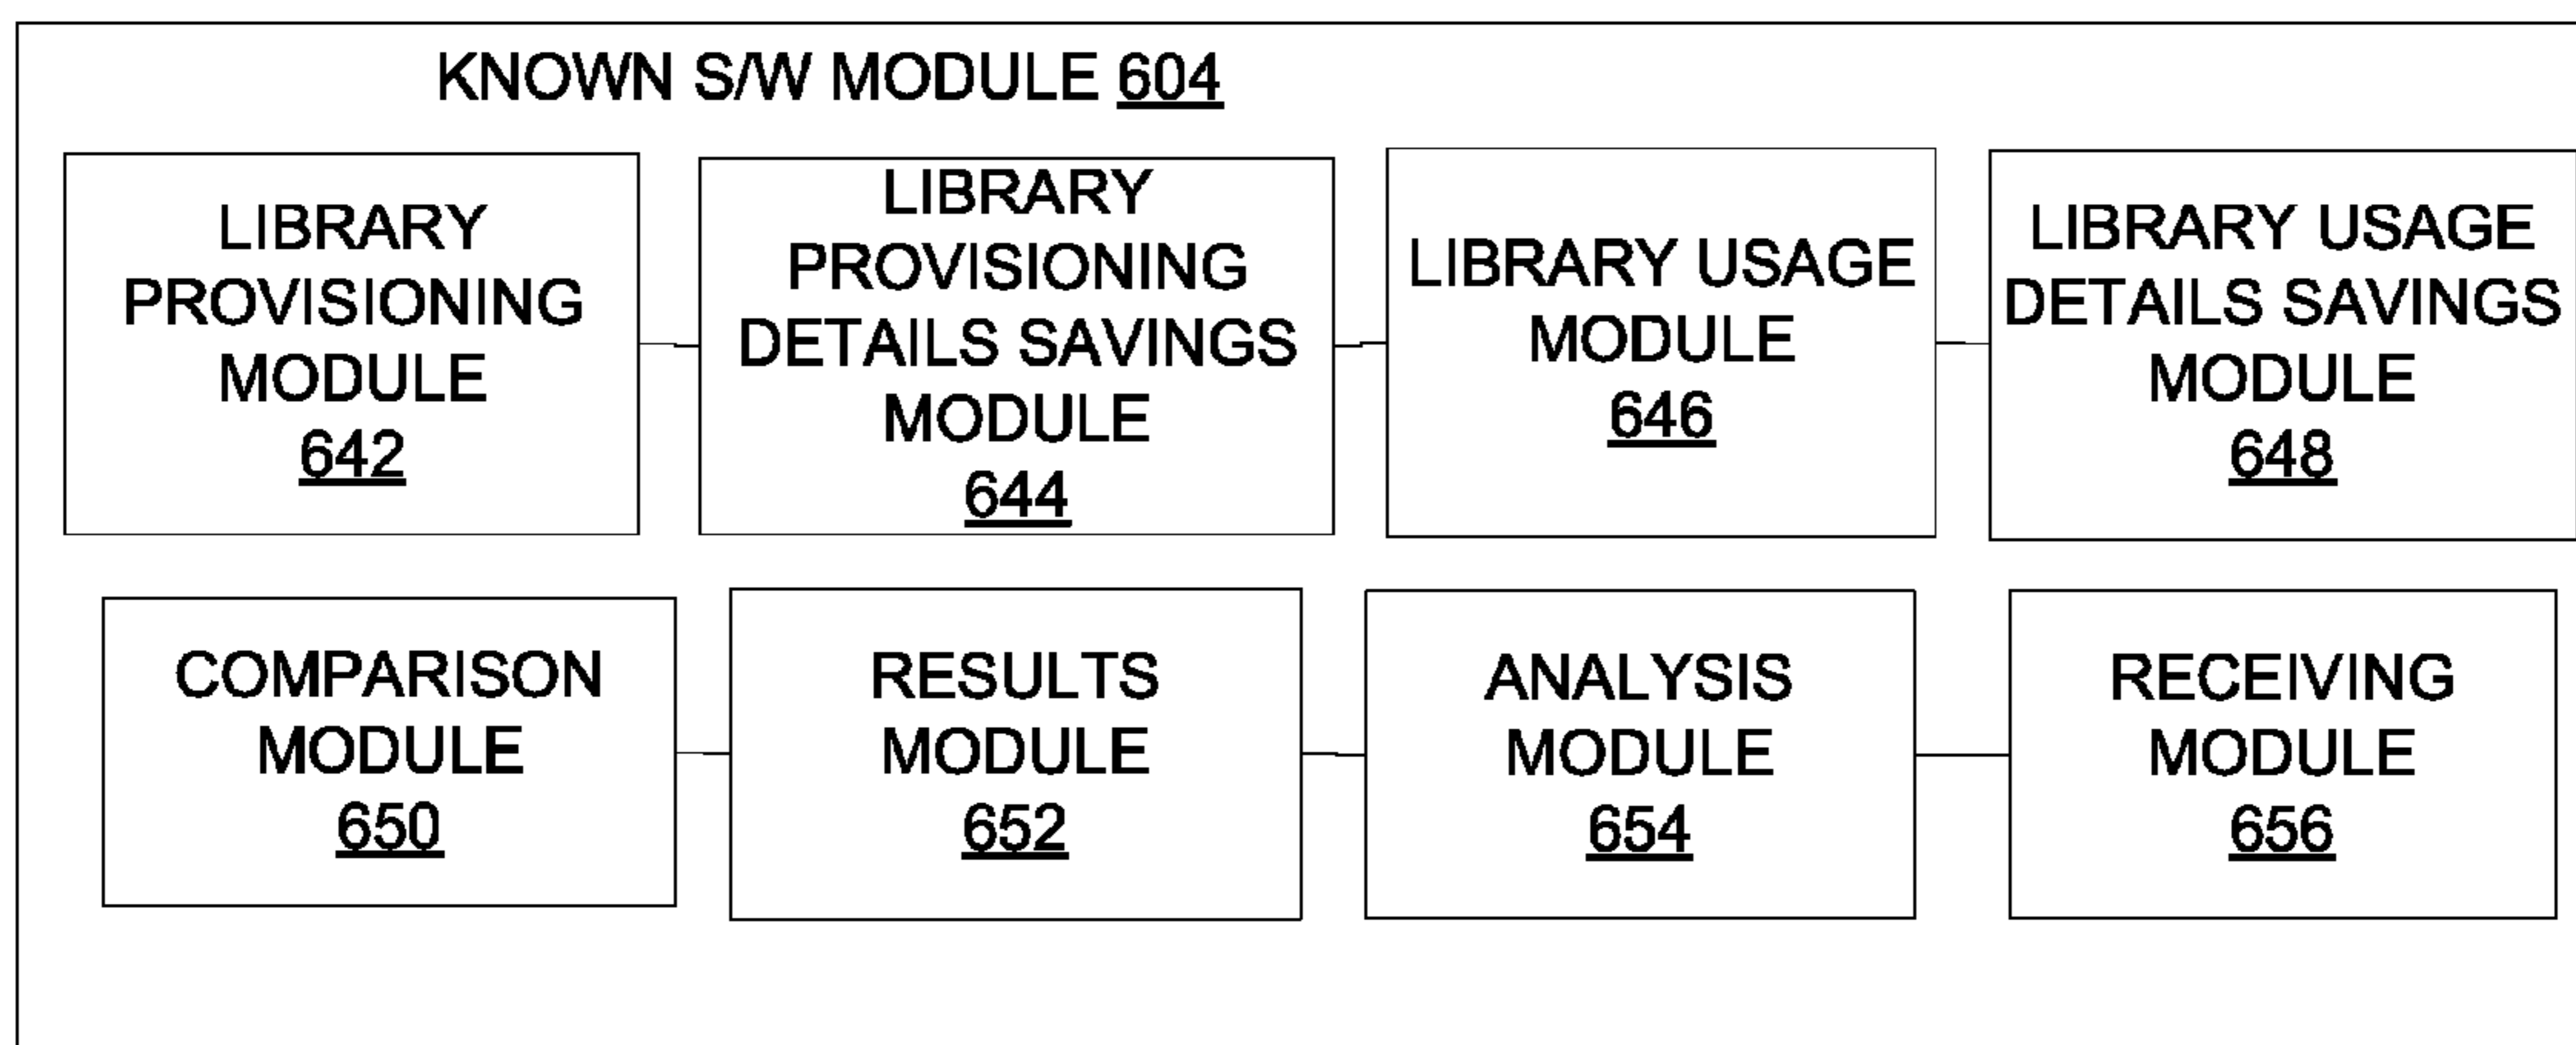 KNOWN S/W MODULE 604
LIBRARY
PROVISIONING
MODULE
642
LIBRARY
PROVISIONING
DETAILS SAVINGS
MODULE
644
LIBRARY USAGE
MODULE
646
LIBRARY USAGE
DETAILS SAVINGS
MODULE
648
COMPARISON
MODULE
650
RESULTS
MODULE
652
ANALYSIS
MODULE
654
RECEIVING
MODULE
656